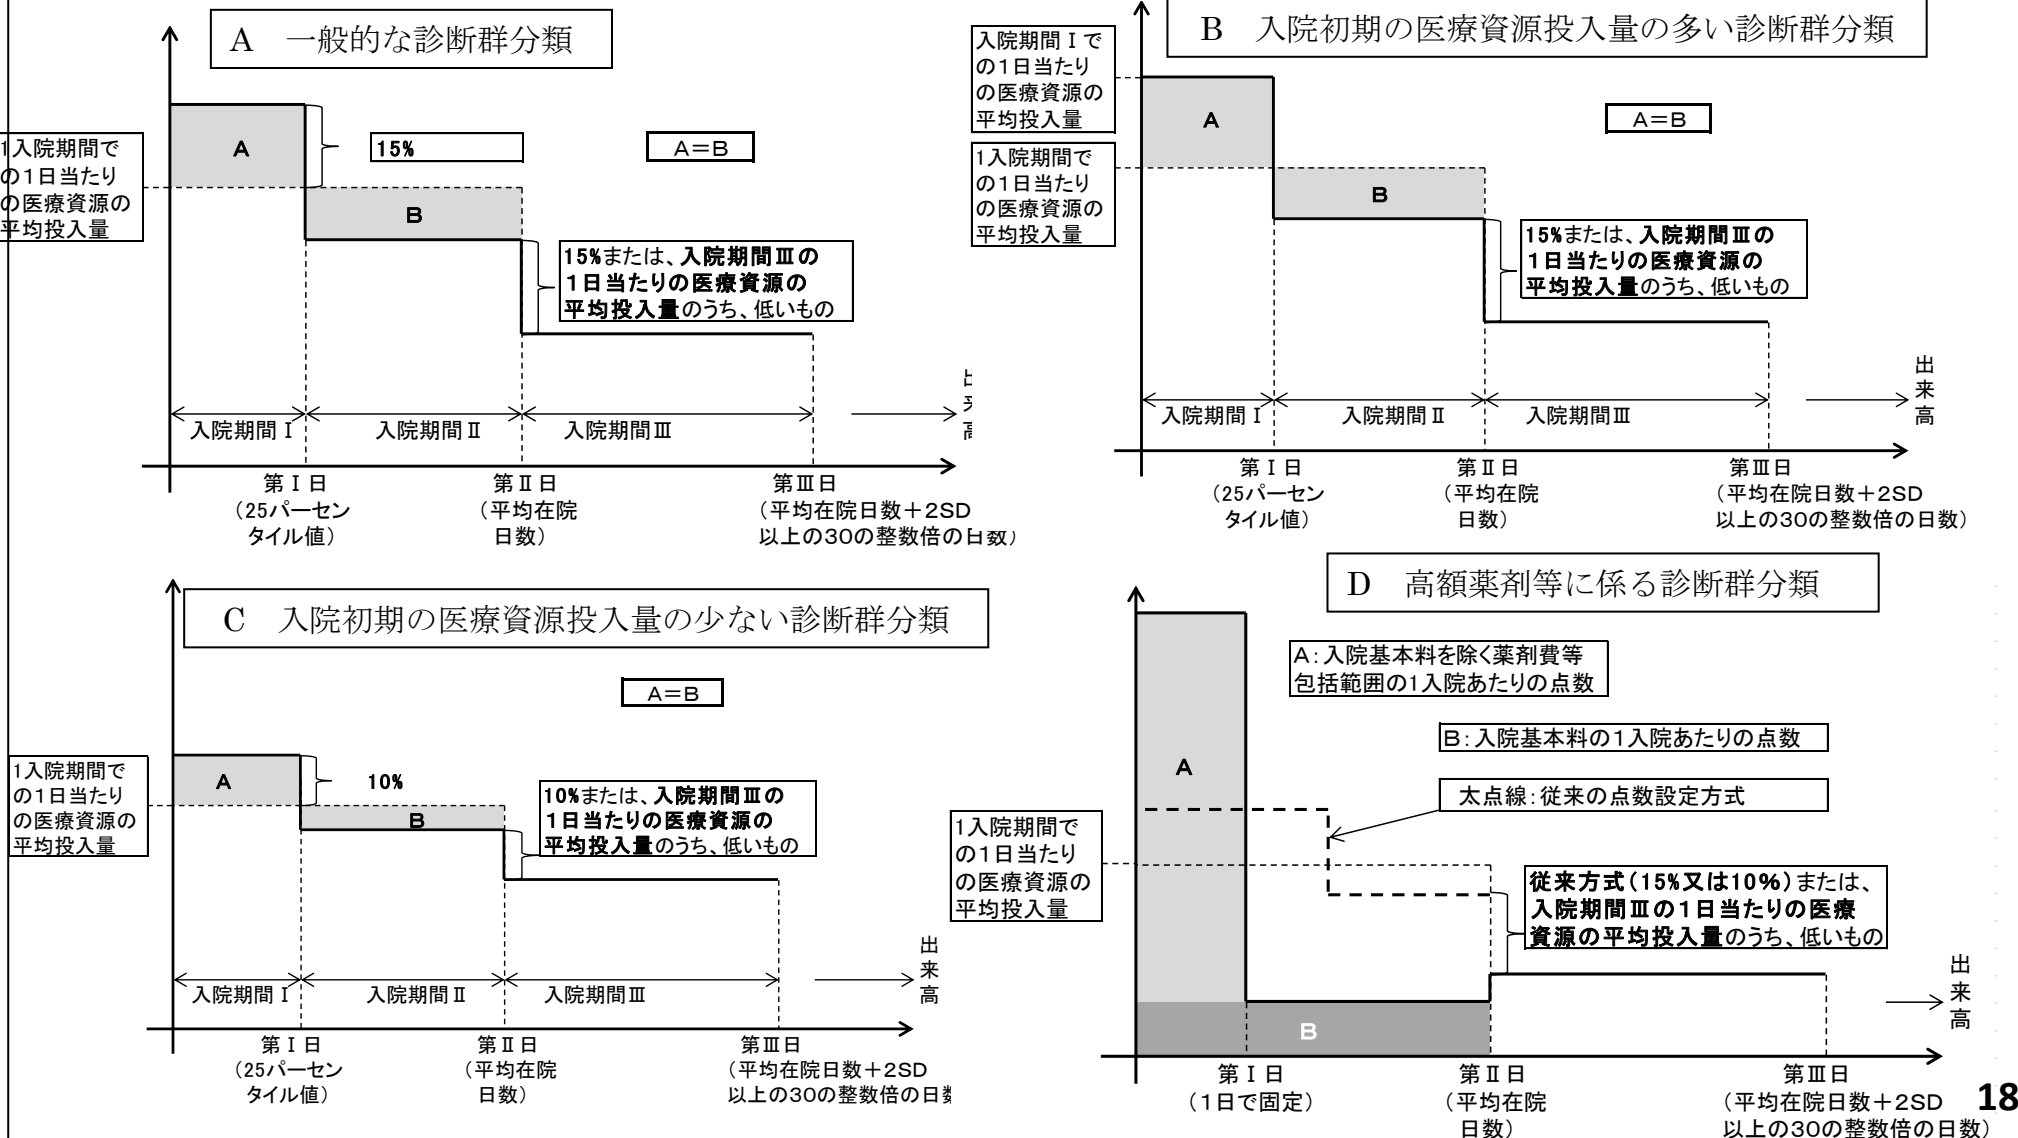 A　一般的な診断群分類
1入院期間で
の1日当たり
の医療資源の
平均投入量
A
15%
A＝B
B
15%または、入院期間Ⅲの
1日当たりの医療資源の
平均投入量のうち、低いもの
入院期間Ⅰ
入院期間Ⅱ
入院期間Ⅲ
出
来
高
第Ⅰ日
（25パーセン
タイル値）
第Ⅱ日
（平均在院
日数）
第Ⅲ日
（平均在院日数＋2SD
以上の30の整数倍の日数）
B　入院初期の医療資源投入量の多い診断群分類
入院期間Ⅰで
の1日当たり
の医療資源の
平均投入量
1入院期間で
の1日当たり
の医療資源の
平均投入量
A
A＝B
B
15%または、入院期間Ⅲの
1日当たりの医療資源の
平均投入量のうち、低いもの
入院期間Ⅰ
入院期間Ⅱ
入院期間Ⅲ
出
来
高
第Ⅰ日
（25パーセン
タイル値）
第Ⅱ日
（平均在院
日数）
第Ⅲ日
（平均在院日数＋2SD
以上の30の整数倍の日数）
C　入院初期の医療資源投入量の少ない診断群分類
A＝B
1入院期間で
の1日当たり
の医療資源の
平均投入量
A
10%
B
10%または、入院期間Ⅲの
1日当たりの医療資源の
平均投入量のうち、低いもの
入院期間Ⅰ
入院期間Ⅱ
入院期間Ⅲ
出
来
高
第Ⅰ日
（25パーセン
タイル値）
第Ⅱ日
（平均在院
日数）
第Ⅲ日
（平均在院日数＋2SD
以上の30の整数倍の日数
D　高額薬剤等に係る診断群分類
A：入院基本料を除く薬剤費等
包括範囲の1入院あたりの点数
B：入院基本料の1入院あたりの点数
太点線：従来の点数設定方式
A
1入院期間で
の1日当たり
の医療資源の
平均投入量
従来方式（15%又は10%）または、
入院期間Ⅲの1日当たりの医療
資源の平均投入量のうち、低いもの
B
出
来
高
第Ⅰ日
（1日で固定）
第Ⅱ日
（平均在院
日数）
第Ⅲ日
（平均在院日数＋2SD
以上の30の整数倍の日数）
18